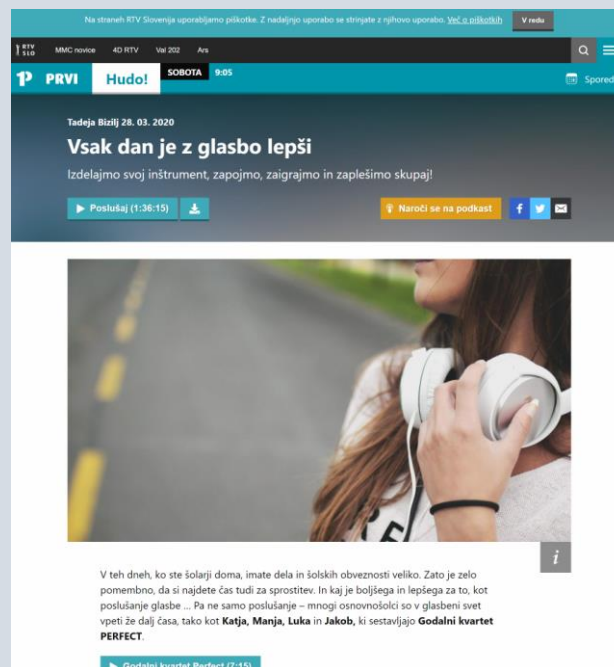 Na straneh RTV Slovenija uporabljamo piškotke. Z nadaljnjo uporabo se strinjate z njihovo uporabo. Več o piškotkih V redu
RTV SLO MMC novice 4D RTV Val 202 Ars
1P PRVI Hudo! SOBOTA 9:05 Spored
Tadeja Bizilj 28. 03. 2020
Vsak dan je z glasbo lepši
Izdelajmo svoj inštrument, zapojmo, zaigrajmo in zaplešimo skupaj!
Poslušaj (1:36:15) Naroči se na podkast
i
V teh dneh, ko ste šolarji doma, imate dela in šolskih obveznosti veliko. Zato je zelo
pomembno, da si najdete čas tudi za sprostitev. In kaj je boljšega in lepšega za to, kot
poslušanje glasbe ... Pa ne samo poslušanje – mnogi osnovnošolci so v glasbeni svet
vpeti že dalj časa, tako kot Katja, Manja, Luka in Jakob, ki sestavljajo Godalni kvartet
PERFECT.
Godalni kvartet Perfect (7:15)